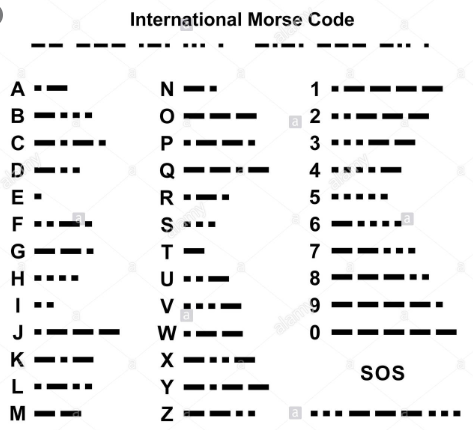 International Morse Code
−− −−− ·−· ··· · −·−· −−− −·· ·
A ·−
B −···
C −·−·
D −··
E ·
F ··−·
G −−·
H ····
I ··
J ·−−−
K −·−
L ·−··
M −−
N −·
O −−−
P ·−−·
Q −−·−
R ·−·
S ···
T −
U ··−
V ···−
W ·−−
X −··−
Y −·−−
Z −−··
1 ·−−−−
2 ··−−−
3 ···−−
4 ····−
5 ·····
6 −····
7 −−···
8 −−−··
9 −−−−·
0 −−−−−
SOS
···−−−···